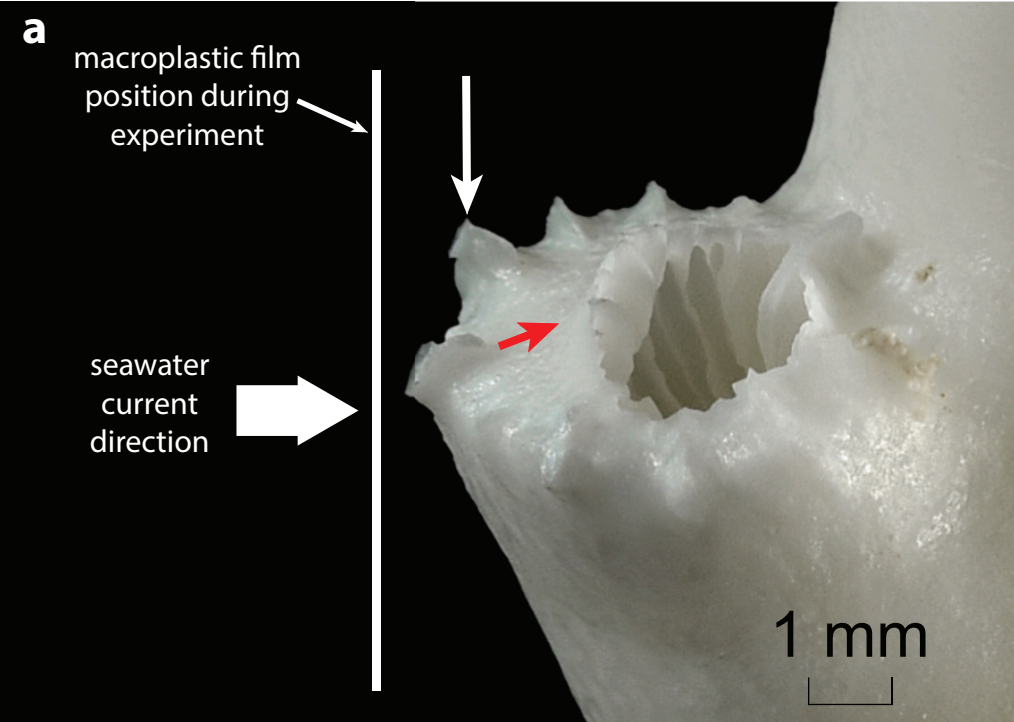 a
macroplastic film
position during
experiment
seawater
current
direction
1 mm